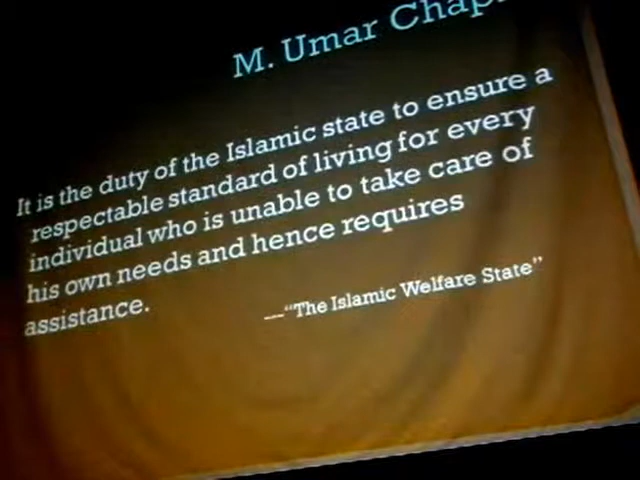 M. Umar
It is the duty of the Islamic state to ensure a
respectable standard of living for every
individual who is unable to take care of
his own needs and hence requires
assistance.
—"The Islamic Welfare State"